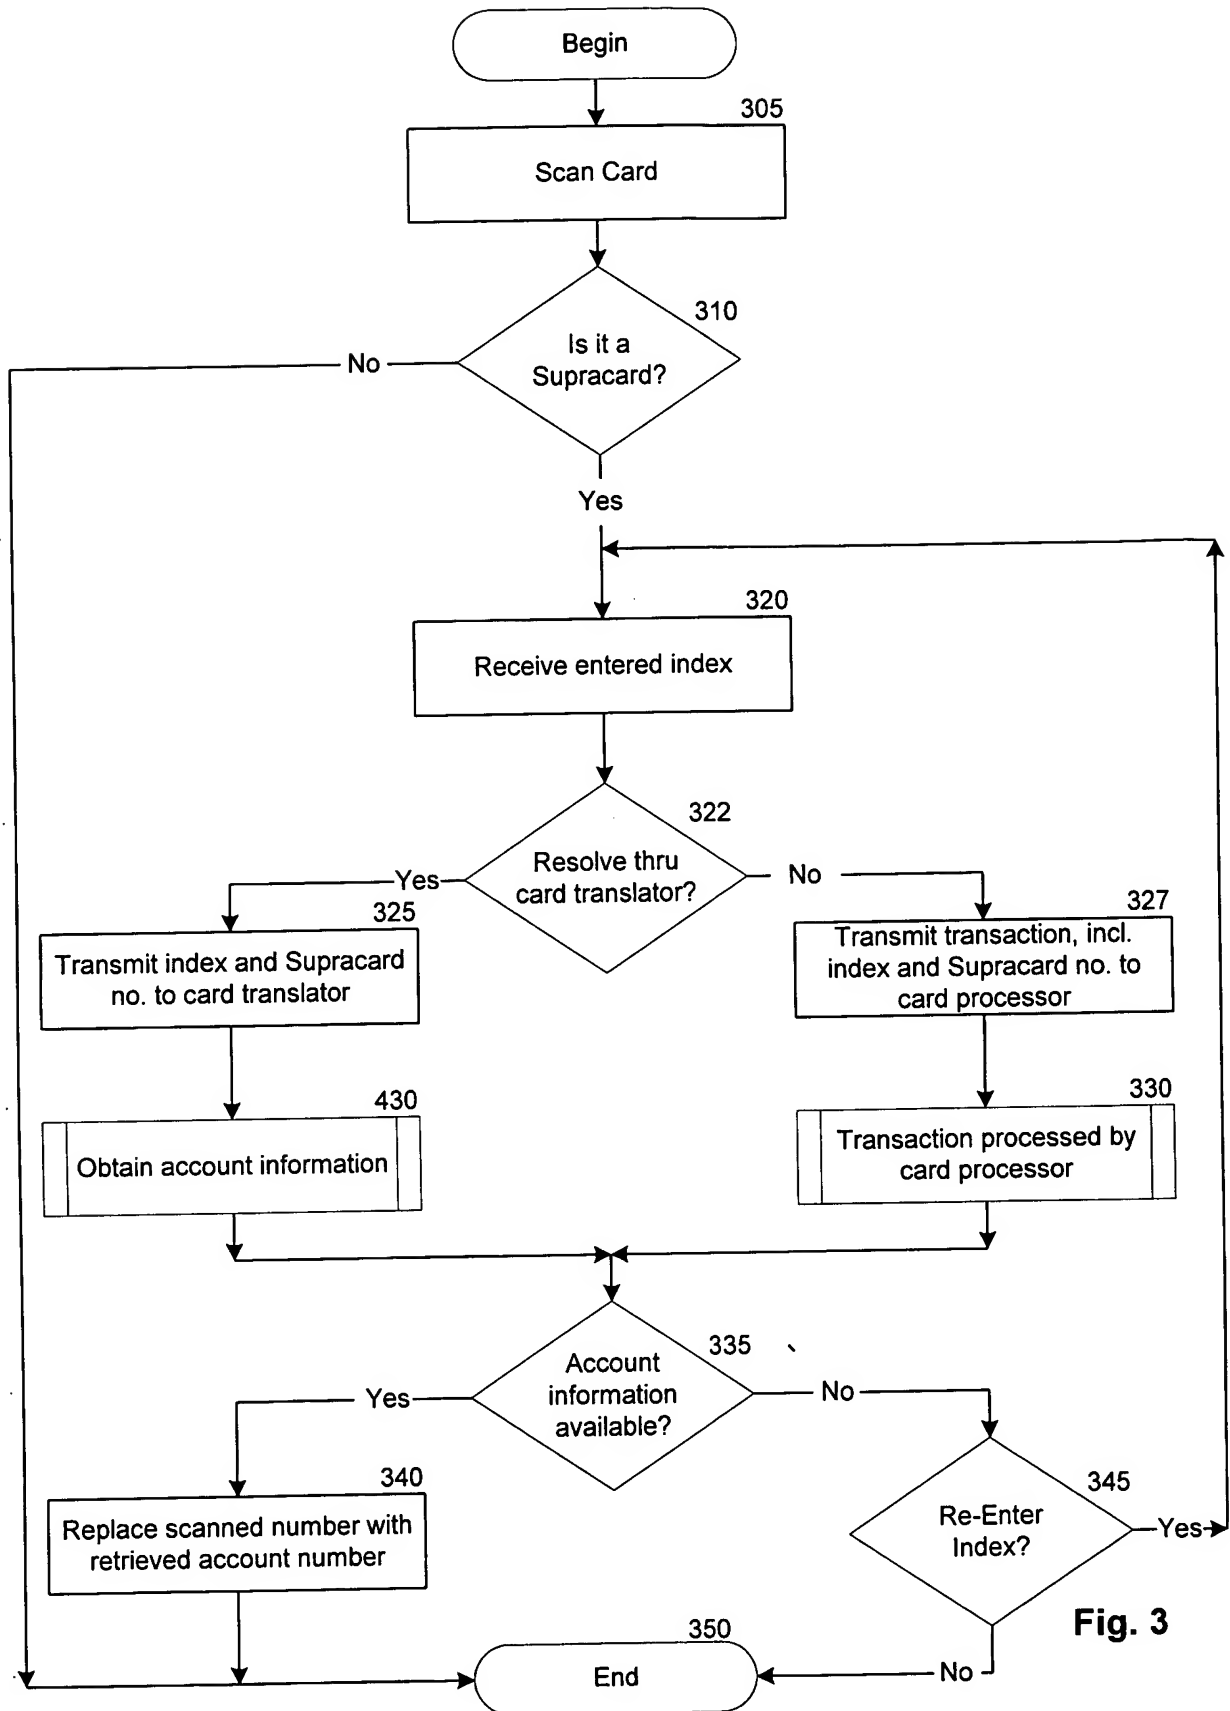 Begin
305
Scan Card
310
Is it a
Supracard?
No
Yes
320
Receive entered index
322
Resolve thru
card translator?
Yes
No
325
Transmit index and Supracard
no. to card translator
327
Transmit transaction, incl.
index and Supracard no. to
card processor
430
Obtain account information
330
Transaction processed by
card processor
335
Account
information
available?
Yes
No
340
Replace scanned number with
retrieved account number
345
Re-Enter
Index?
Yes
Fig. 3
350
End
No